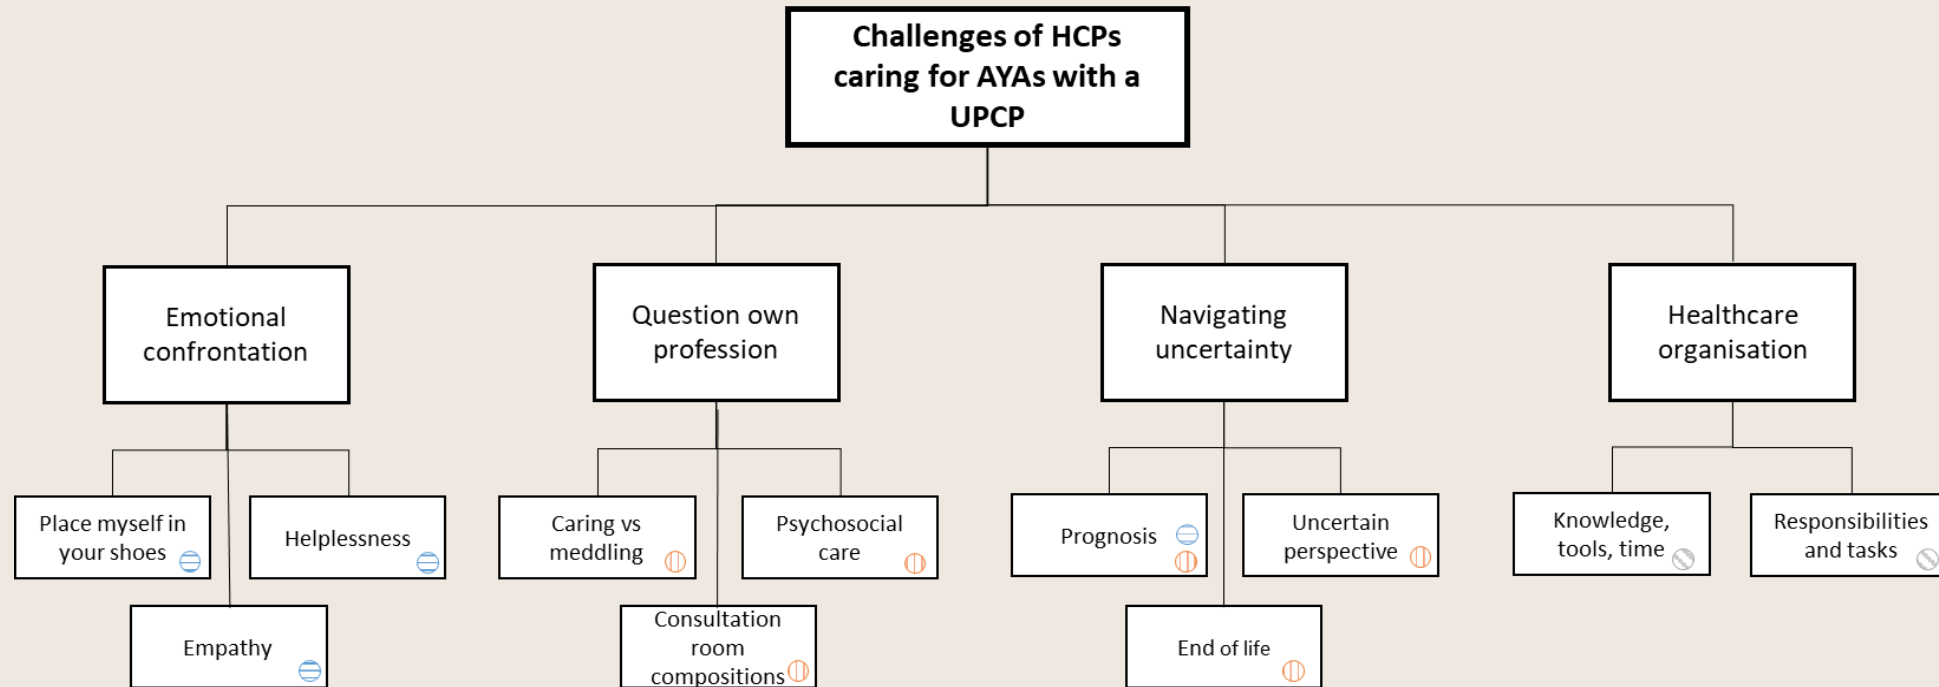 Challenges of HCPs
caring for AYAs with a
UPCP
Emotional
confrontation
Question own
profession
Navigating
uncertainty
Healthcare
organisation
Place myself in
your shoes
Helplessness
Empathy
Caring vs
meddling
Psychosocial
care
Consultation
room
compositions
Prognosis
Uncertain
perspective
End of life
Knowledge,
tools, time
Responsibilities
and tasks